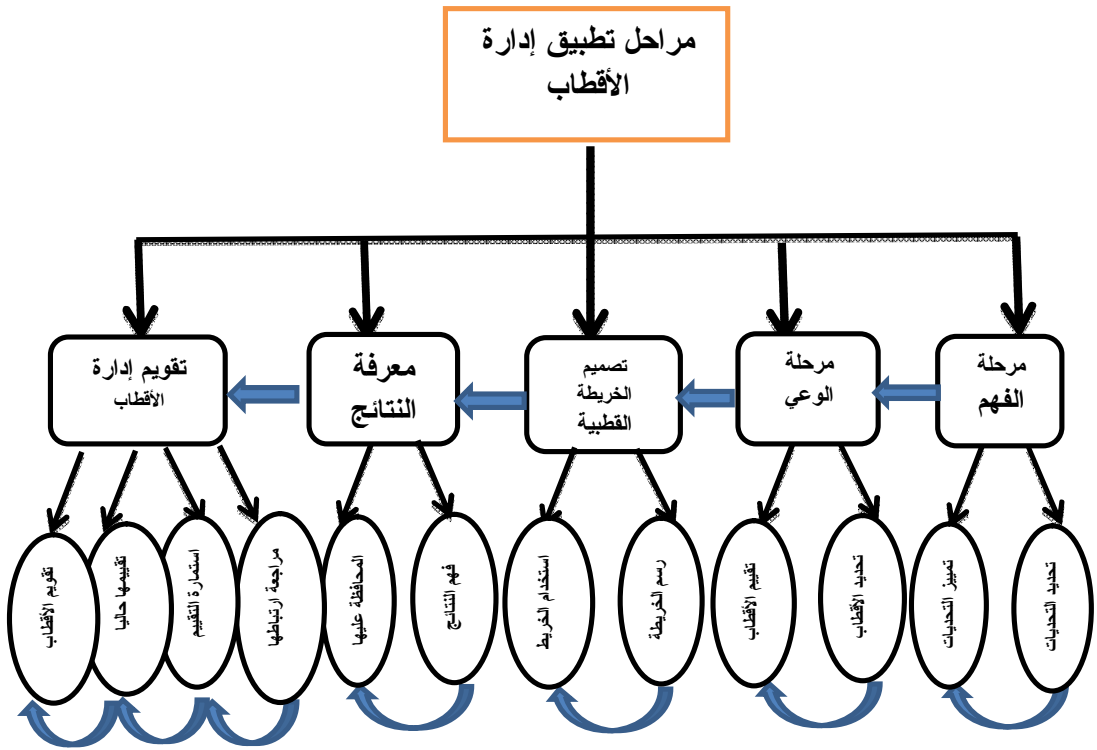 مراحل تطبيق إدارة
الأقطاب
مرحلة
الفهم
مرحلة
الوعي
تصميم
الخريطة
القطبية
معرفة
النتائج
تقويم إدارة
الأقطاب
تحديد التحديات
تمييز التحديات
تحديد الأقطاب
تقييم الأقطاب
رسم الخريطة
استخدام الخريط
فهم النتائج
المحافظة عليها
مراجعة ارتباطها
استمارة التقييم
تقييمها حاليا
تقويم الأقطاب